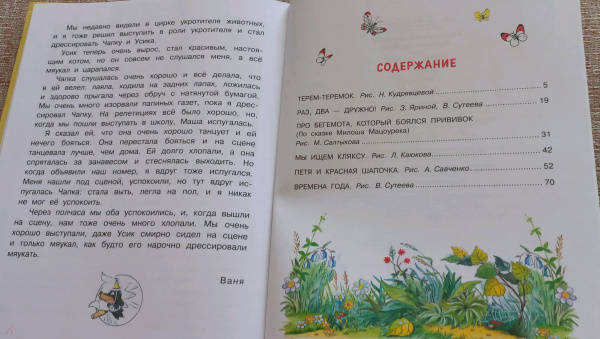 Мы недавно видели в цирке укротителя животных,
и я тоже решил выступить в роли укротителя и стал
дрессировать Чапку и Усика.
Усик теперь очень вырос, стал красивым, настоя-
щим котом, но он совсем не слушался меня, а всё
мяукал и царапался.
Чапка слушалась очень хорошо и всё делала, что
я ей велел: лаяла, ходила на задних лапах, ложилась
и здорово прыгала через обруч с натянутой бумагой.
Мы очень много изорвали папиных газет, пока я дрес-
сировал Чапку. На репетициях всё было хорошо, но,
когда мы пошли выступать в школу, Маша испугалась.
Я сказал ей, что она очень хорошо танцует и ей
нечего бояться. Она перестала бояться и на сцене
танцевала лучше, чем дома. Ей долго хлопали, а она
спряталась за занавесом и стеснялась выходить. Но
когда объявили наш номер, я вдруг тоже испугался.
Меня нашли под сценой, успокоили, но тут вдруг ис-
пугалась Чапка: стала выть, легла на пол, и я никак
не мог её успокоить.
Через полчаса мы оба успокоились, и, когда вышли
на сцену, нам тоже очень много хлопали. Мы очень
хорошо выступали, даже Усик смирно сидел на сцене
и только мяукал, как будто его нарочно дрессировали
мяукать.
Ваня
СОДЕРЖАНИЕ
ТЕРЕМ-ТЕРЕМОК. Рис. Н. Кудрявцевой 5
РАЗ, ДВА — ДРУЖНО! Рис. З. Яриной, В. Сутеева 19
ПРО БЕГЕМОТА, КОТОРЫЙ БОЯЛСЯ ПРИВИВОК
(По сказке Милоша Мацоурека)
Рис. М. Салтыкова 31
МЫ ИЩЕМ КЛЯКСУ. Рис. Л. Каюкова 42
ПЕТЯ И КРАСНАЯ ШАПОЧКА. Рис. А. Савченко 52
ВРЕМЕНА ГОДА. Рис. В. Сутеева 70